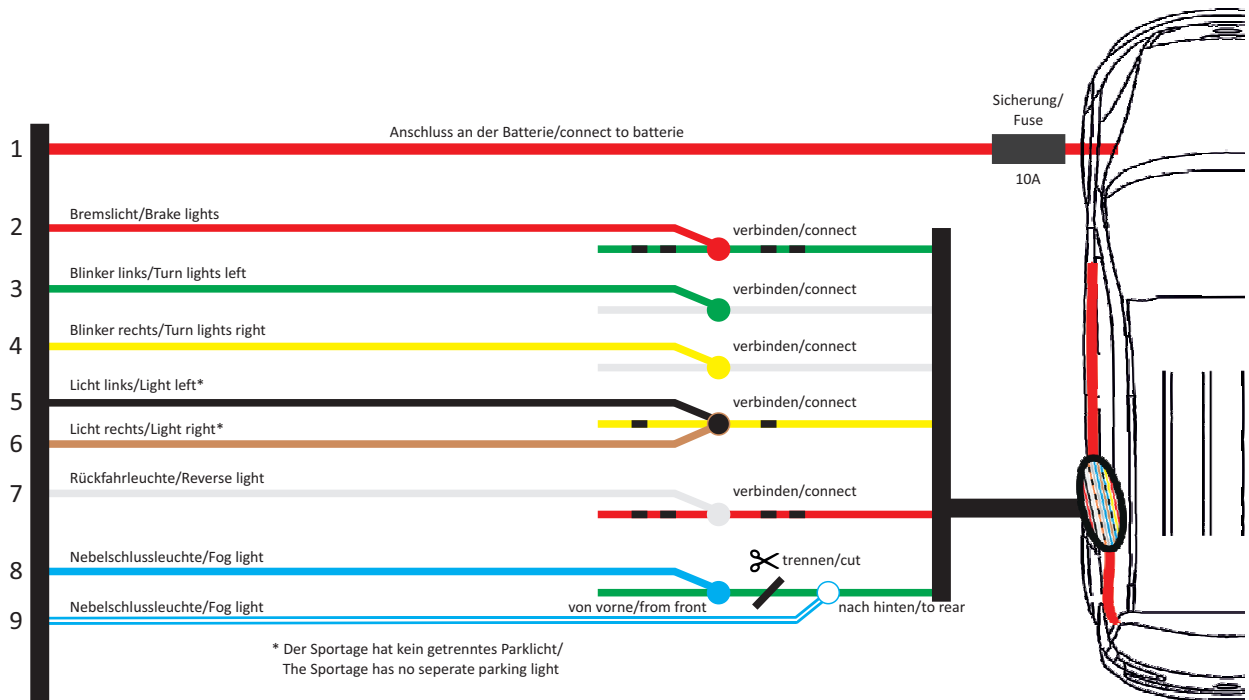 Sicherung/
Fuse
1
Anschluss an der Batterie/connect to batterie
10A
2
Bremslicht/Brake lights
verbinden/connect
3
Blinker links/Turn lights left
verbinden/connect
4
Blinker rechts/Turn lights right
verbinden/connect
5
Licht links/Light left*
verbinden/connect
6
Licht rechts/Light right*
7
Rückfahrleuchte/Reverse light
verbinden/connect
8
Nebelschlussleuchte/Fog light
trennen/cut
9
Nebelschlussleuchte/Fog light
von vorne/from front
nach hinten/to rear
* Der Sportage hat kein getrenntes Parklicht/
The Sportage has no seperate parking light